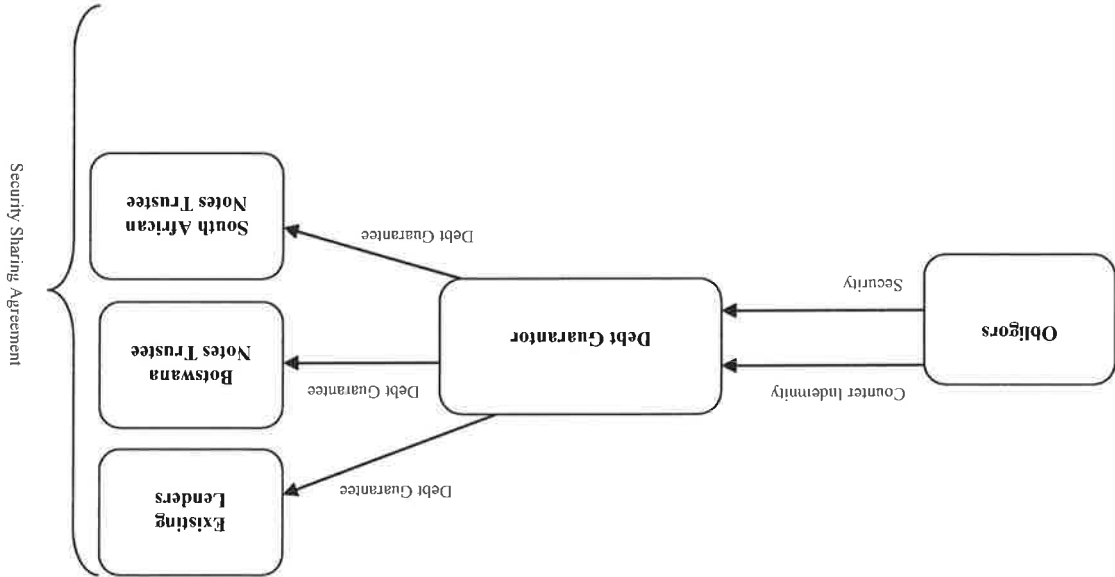 Existing
Lenders
Debt Guarantee
Counter Indemnity
Debt Guarantee
Botswana
Notes Trustee
Obligors
Debt Guarantor
Security
Debt Guarantee
South African
Notes Trustee
Security Sharing Agreement